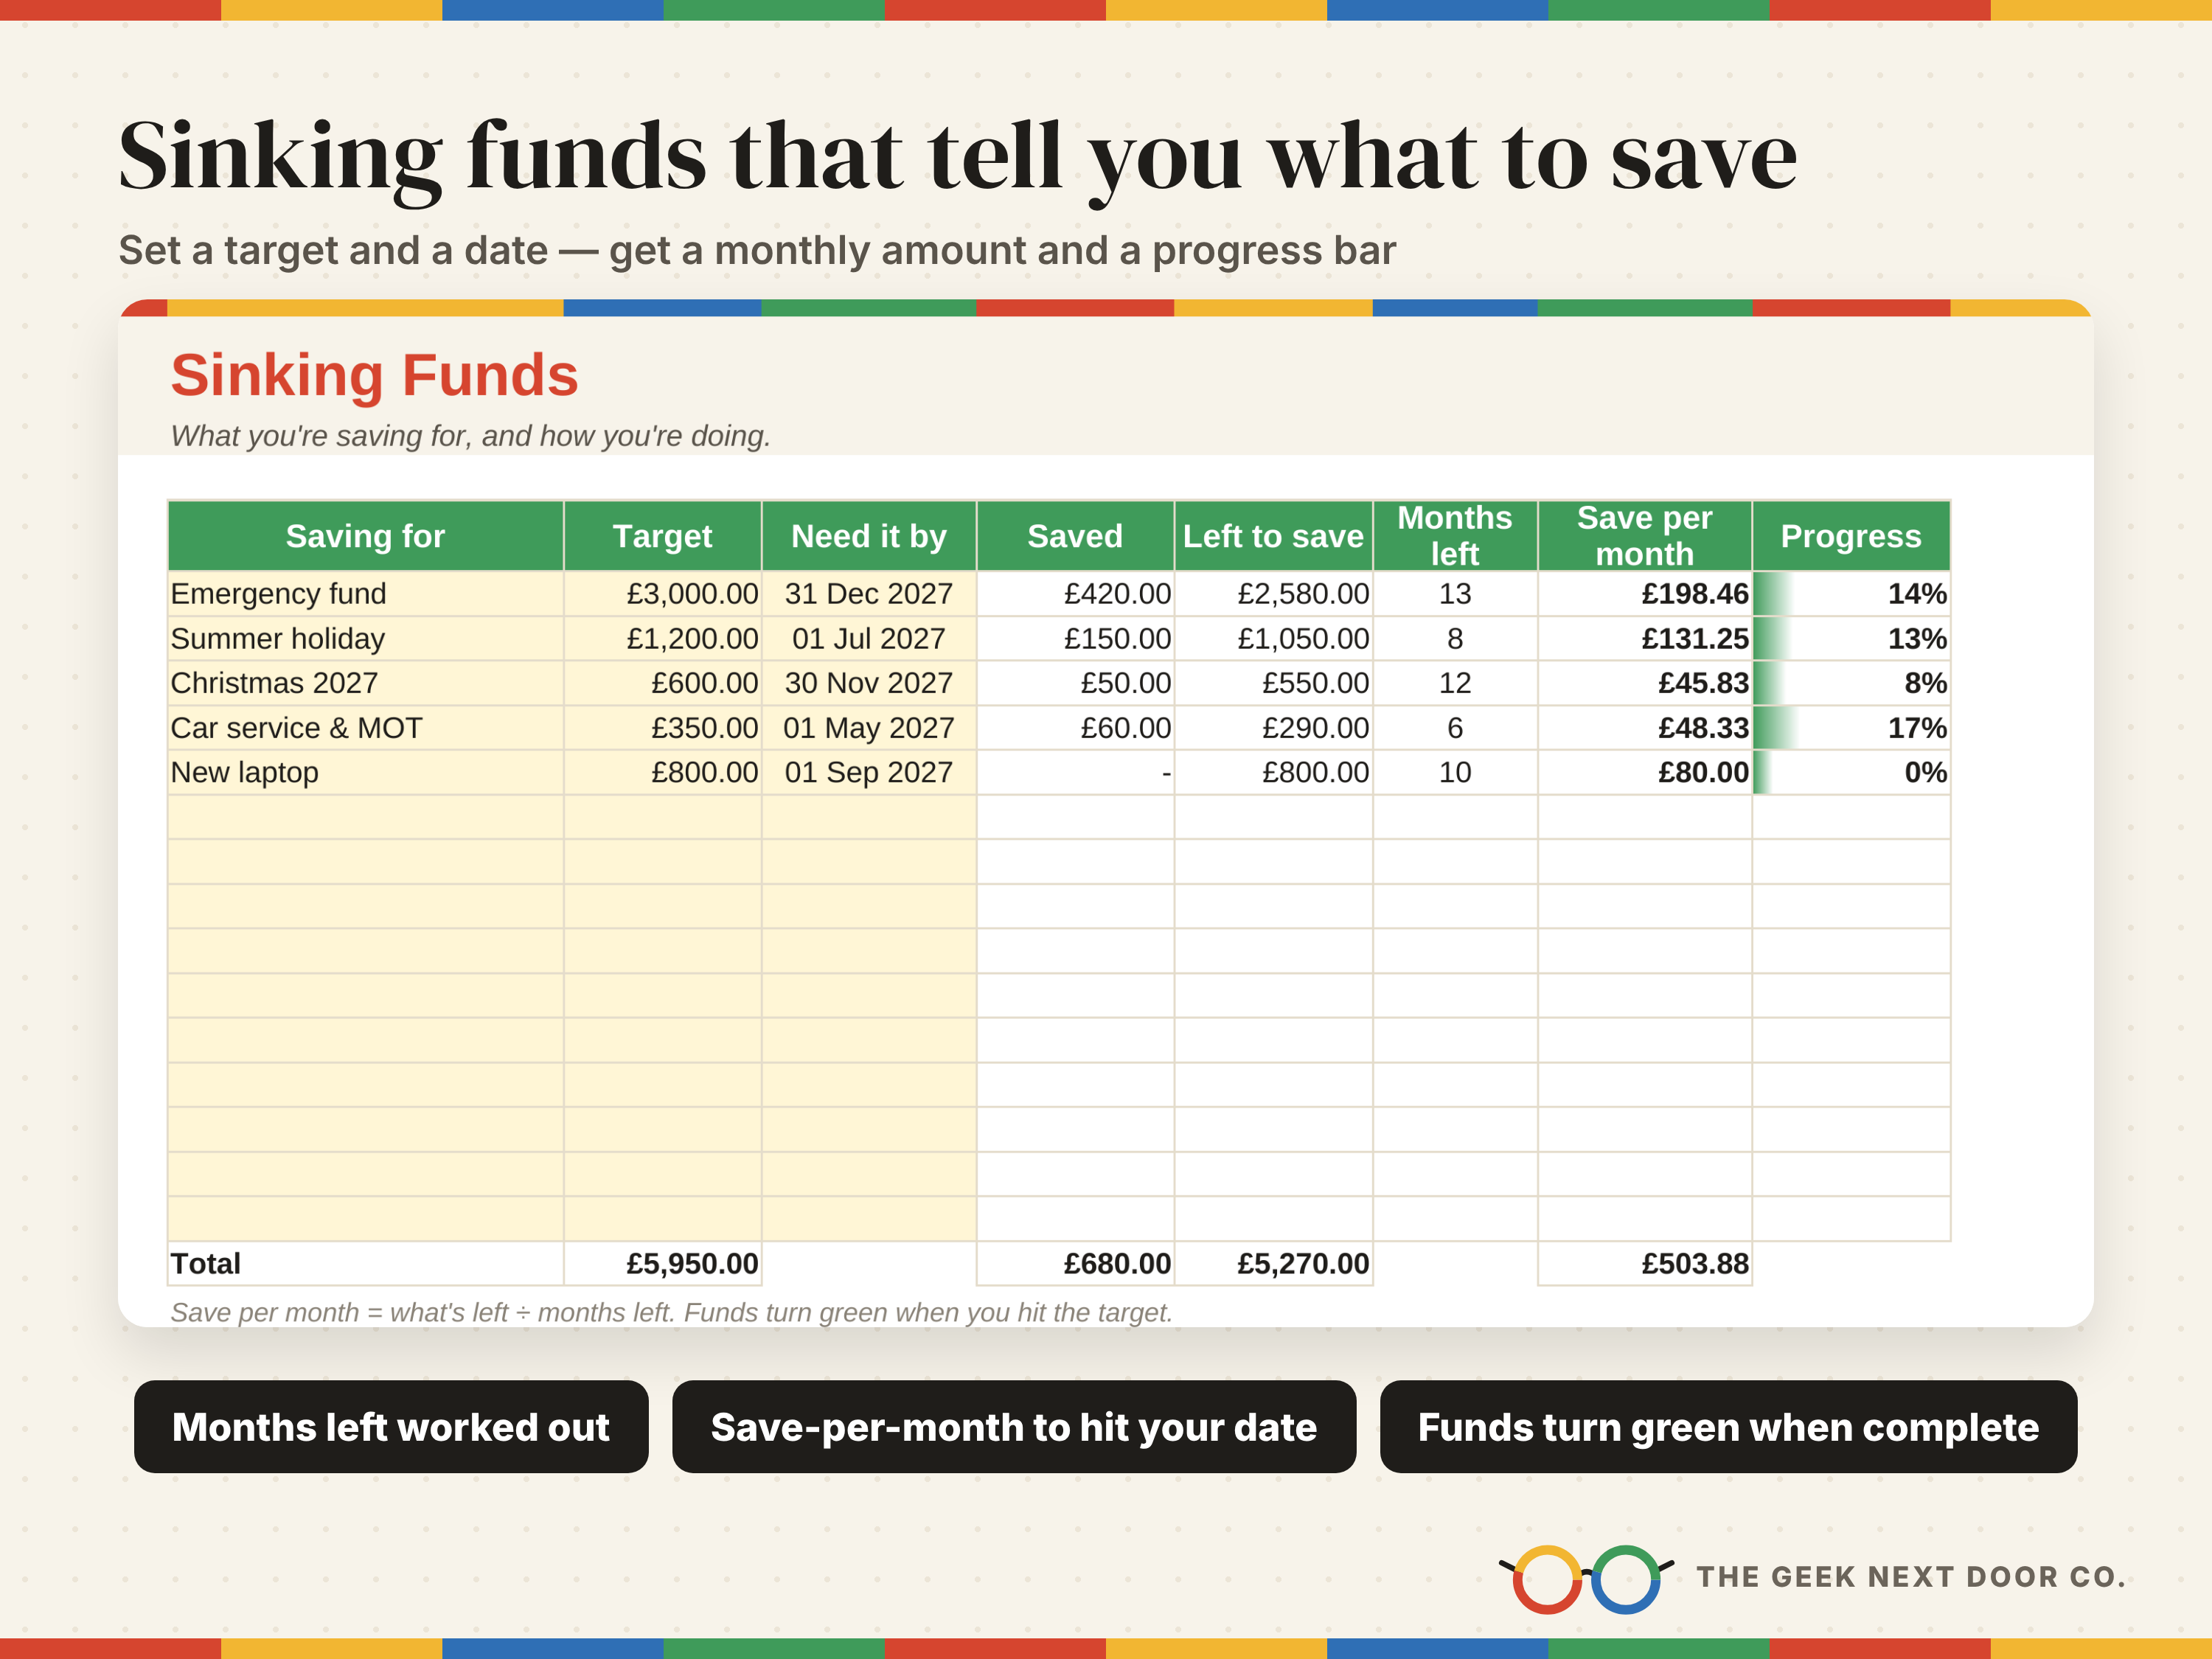 Sinking funds that tell you what to save
Set a target and a date — get a monthly amount and a progress bar
Sinking Funds
What you're saving for, and how you're doing.
Saving for Target Need it by Saved Left to save Months left Save per month Progress
Emergency fund £3,000.00 31 Dec 2027 £420.00 £2,580.00 13 £198.46 14%
Summer holiday £1,200.00 01 Jul 2027 £150.00 £1,050.00 8 £131.25 13%
Christmas 2027 £600.00 30 Nov 2027 £50.00 £550.00 12 £45.83 8%
Car service & MOT £350.00 01 May 2027 £60.00 £290.00 6 £48.33 17%
New laptop £800.00 01 Sep 2027 - £800.00 10 £80.00 0%
Total £5,950.00 £680.00 £5,270.00 £503.88
Save per month = what's left ÷ months left. Funds turn green when you hit the target.
Months left worked out
Save-per-month to hit your date
Funds turn green when complete
THE GEEK NEXT DOOR CO.